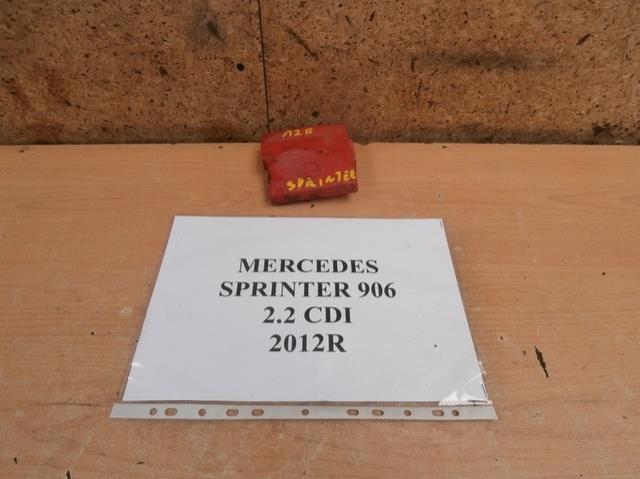 12R
SPRINTER
MERCEDES
SPRINTER 906
2.2 CDI
2012R